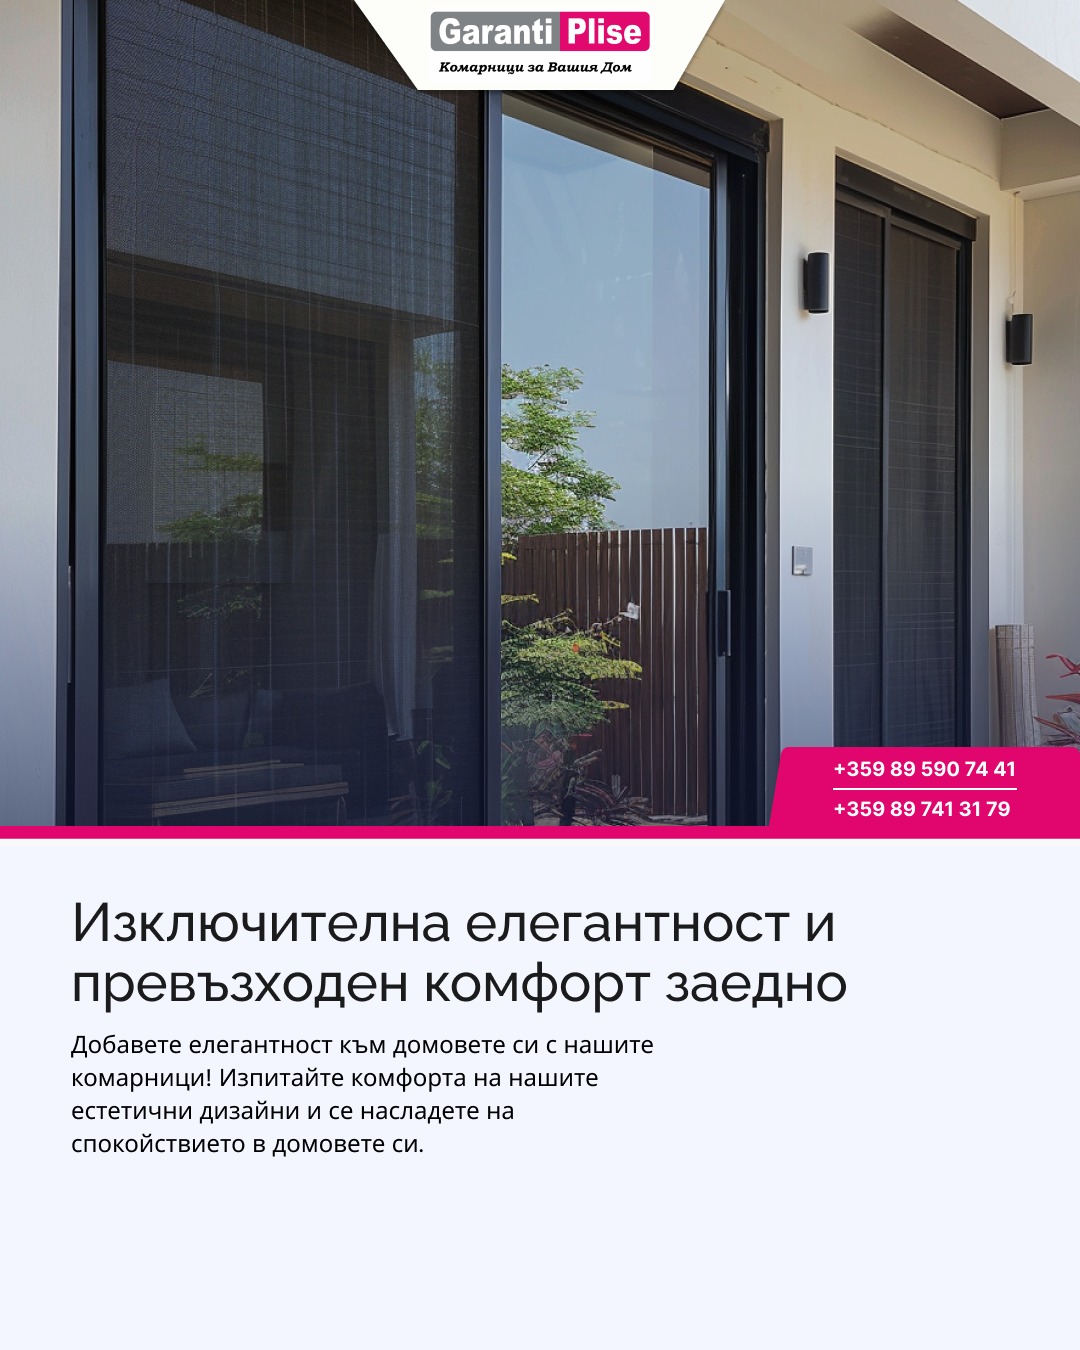 Garanti Plise
Комарници за Вашия Дом
+359 89 590 74 41
+359 89 741 31 79
Изключителна елегантност и
превъзходен комфорт заедно
Добавете елегантност към домовете си с нашите
комарници! Изпитайте комфорта на нашите
естетични дизайни и се насладете на
спокойствието в домовете си.